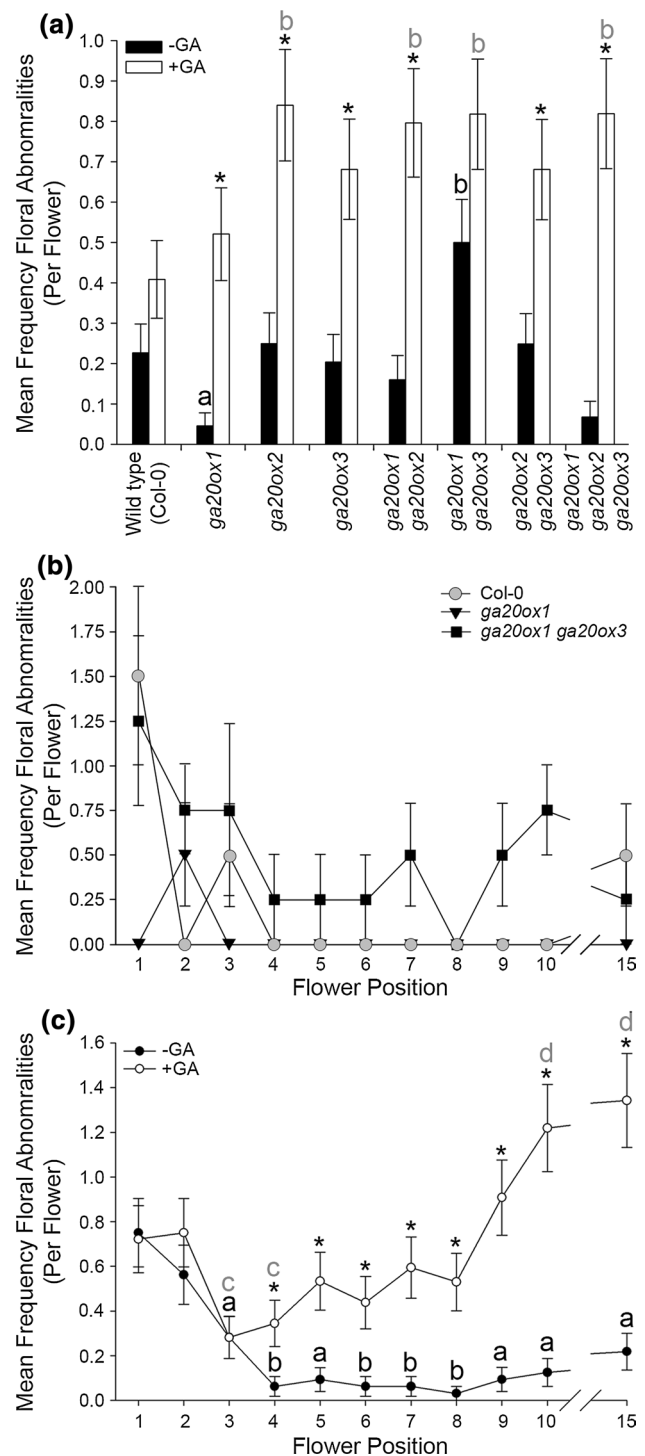 (a)
b
b
b
b
-GA
+GA
*
*
*
*
*
*
b
a
Mean Frequency Floral Abnomralities
(Per Flower)
1.0
0.9
0.8
0.7
0.6
0.5
0.4
0.3
0.2
0.1
0.0
Wild type
(Col-0)
ga20ox1
ga20ox2
ga20ox3
ga20ox1
ga20ox2
ga20ox1
ga20ox3
ga20ox2
ga20ox3
ga20ox1
ga20ox2
ga20ox3
(b)
Mean Frequency Floral Abnomralities
(Per Flower)
2.00
1.75
1.50
1.25
1.00
0.75
0.50
0.25
0.00
Col-0
ga20ox1
ga20ox1 ga20ox3
1 2 3 4 5 6 7 8 9 10 15
Flower Position
(c)
Mean Frequency Floral Abnomralities
(Per Flower)
1.6
1.4
1.2
1.0
0.8
0.6
0.4
0.2
0.0
-GA
+GA
d
*
d
*
*
c
a
c
*
*
*
*
*
b a b b b a a a
1 2 3 4 5 6 7 8 9 10 15
Flower Position